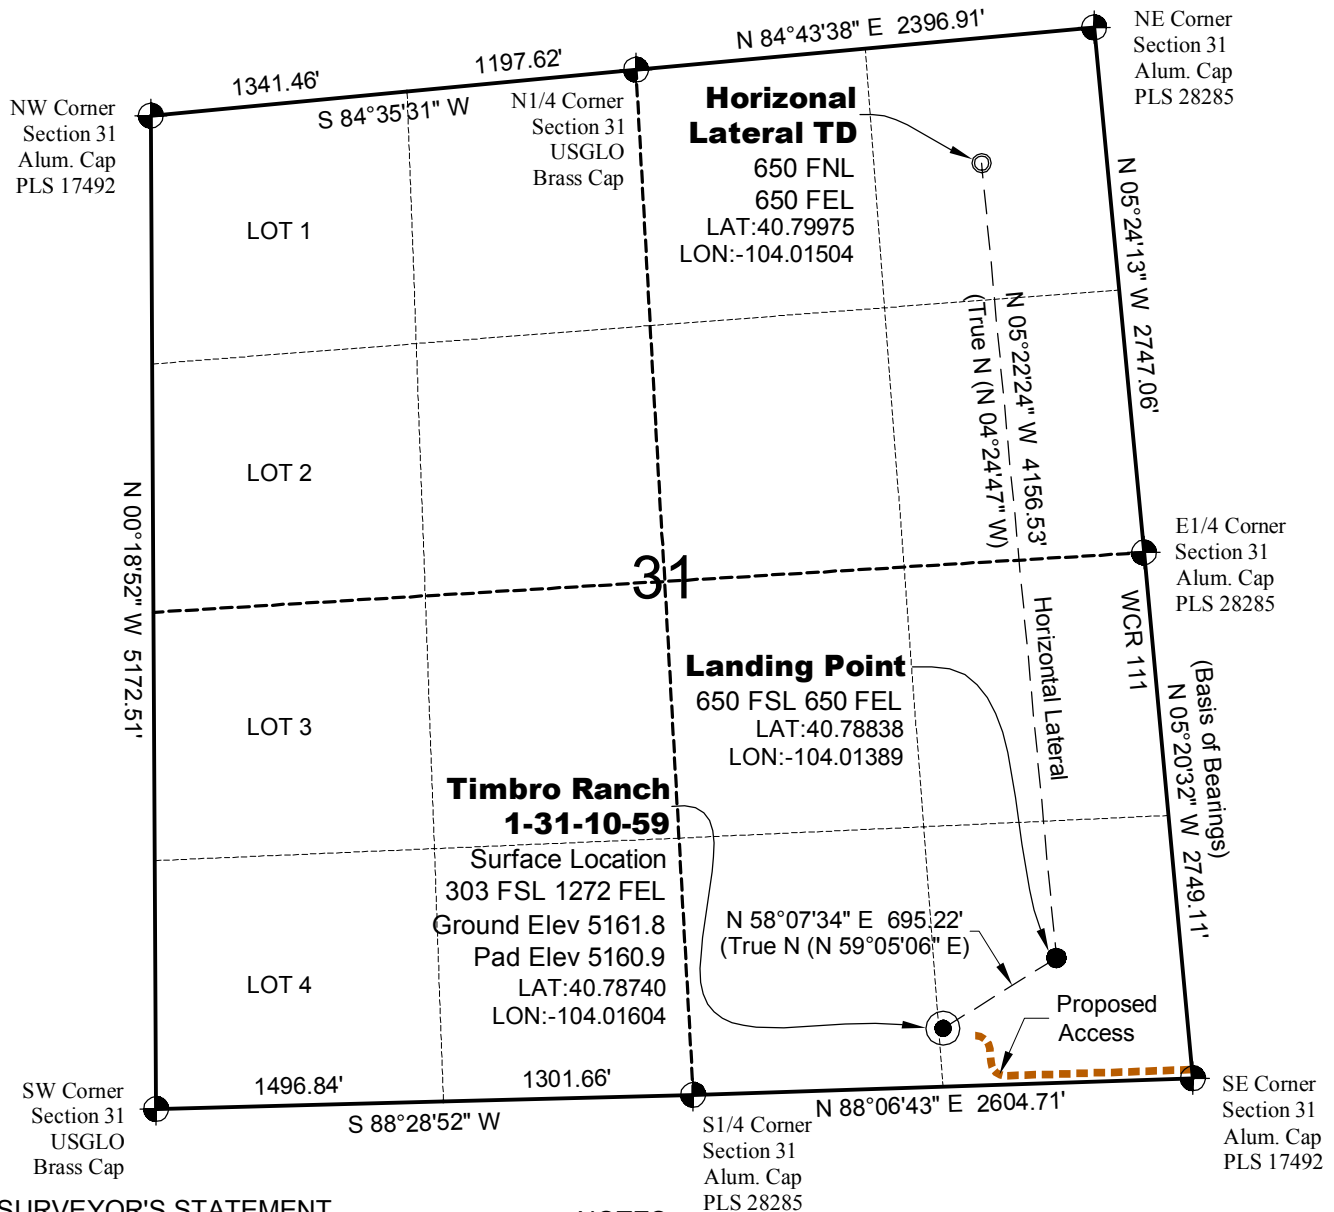 N 84°43'38" E 2396.91'
NE Corner
Section 31
Alum. Cap
PLS 28285
1341.46'
1197.62'
S 84°35'31" W
NW Corner
Section 31
Alum. Cap
PLS 17492
N1/4 Corner
Section 31
USGLO
Brass Cap
Horizonal
Lateral TD
650 FNL
650 FEL
LAT:40.79975
LON:-104.01504
N 05°24'13" W 2747.06'
LOT 1
N 05°22'24" W 4156.53'
(True N (N 04°24'47" W)
LOT 2
N 00°18'52" W 5172.51'
31
E1/4 Corner
Section 31
Alum. Cap
PLS 28285
WCR 111
Horizontal Lateral
(Basis of Bearings)
N 05°20'32" W 2749.11'
Landing Point
650 FSL 650 FEL
LAT:40.78838
LON:-104.01389
LOT 3
Timbro Ranch
1-31-10-59
Surface Location
303 FSL 1272 FEL
Ground Elev 5161.8
Pad Elev 5160.9
LAT:40.78740
LON:-104.01604
N 58°07'34" E 695.22'
(True N (N 59°05'06" E)
LOT 4
Proposed
Access
SW Corner
Section 31
USGLO
Brass Cap
1496.84'
1301.66'
S 88°28'52" W
N 88°06'43" E 2604.71'
S1/4 Corner
Section 31
Alum. Cap
PLS 28285
SE Corner
Section 31
Alum. Cap
PLS 17492
SURVEYOR'S STATEMENT
NOTES